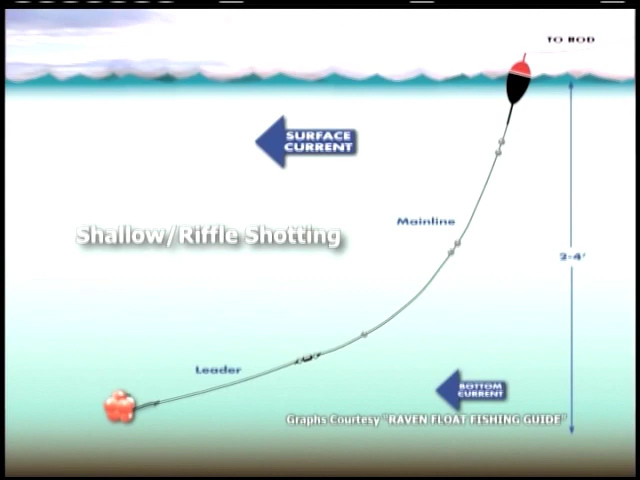 TO ROD
SURFACE
CURRENT
Mainline
Shallow/Riffle Shotting
2-4'
Leader
BOTTOM
CURRENT
Graphs Courtesy "RAVEN FLOAT FISHING GUIDE"